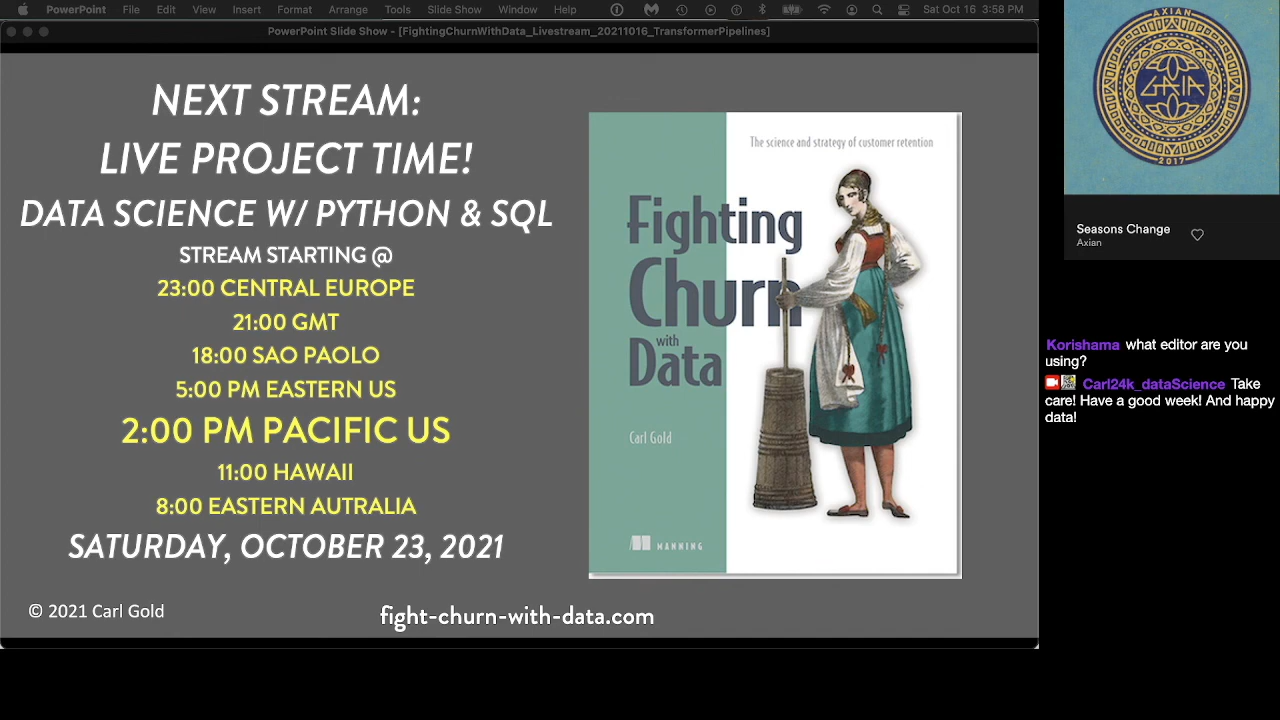 PowerPoint File Edit View Insert Format Arrange Tools Slide Show Window Help Sat Oct 16 3:58 PM
PowerPoint Slide Show - [FightingChurnWithData_Livestream_20211016_TransformerPipelines]
NEXT STREAM:
LIVE PROJECT TIME!
DATA SCIENCE W/ PYTHON & SQL
STREAM STARTING @
23:00 CENTRAL EUROPE
21:00 GMT
18:00 SAO PAOLO
5:00 PM EASTERN US
2:00 PM PACIFIC US
11:00 HAWAII
8:00 EASTERN AUTRALIA
SATURDAY, OCTOBER 23, 2021
© 2021 Carl Gold
fight-churn-with-data.com
The science and strategy of customer retention
Fighting
Churn
with
Data
Carl Gold
MANNING
AXIAN
GAIA
2017
Seasons Change
Axian
Korishama what editor are you
using?
Carl24k_dataScience Take
care! Have a good week! And happy
data!